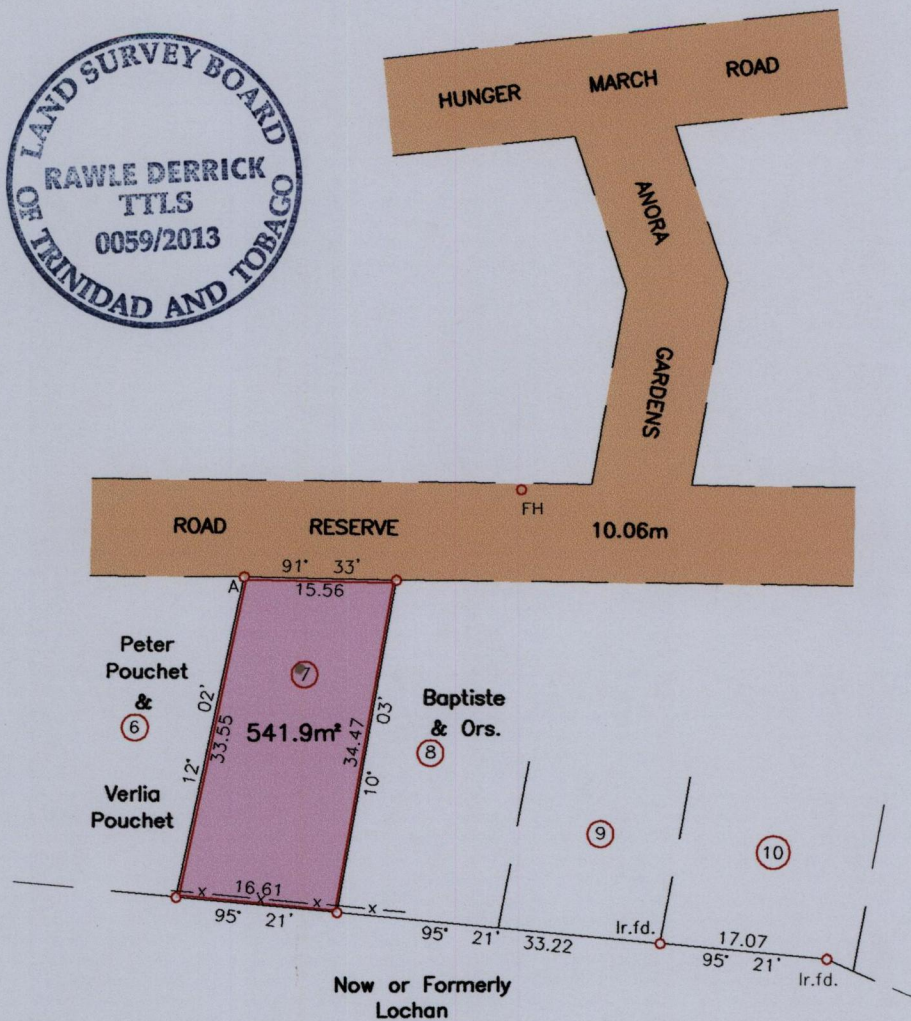 LAND SURVEY BOARD
OF TRINIDAD AND TOBAGO
RAWLE DERRICK
TTLS
0059/2013
HUNGER MARCH ROAD
ANORA
GARDENS
FH
ROAD RESERVE 10.06m
91° 33'
A
15.56
Peter
Pouchet
&
6
Verlia
Pouchet
12° 02'
33.55
7
541.9m²
34.47
10° 03'
Baptiste
& Ors.
8
9
10
x 16.61 x x x
95° 21'
95° 21' 33.22
Ir.fd.
17.07
95° 21'
Ir.fd.
Now or Formerly
Lochan